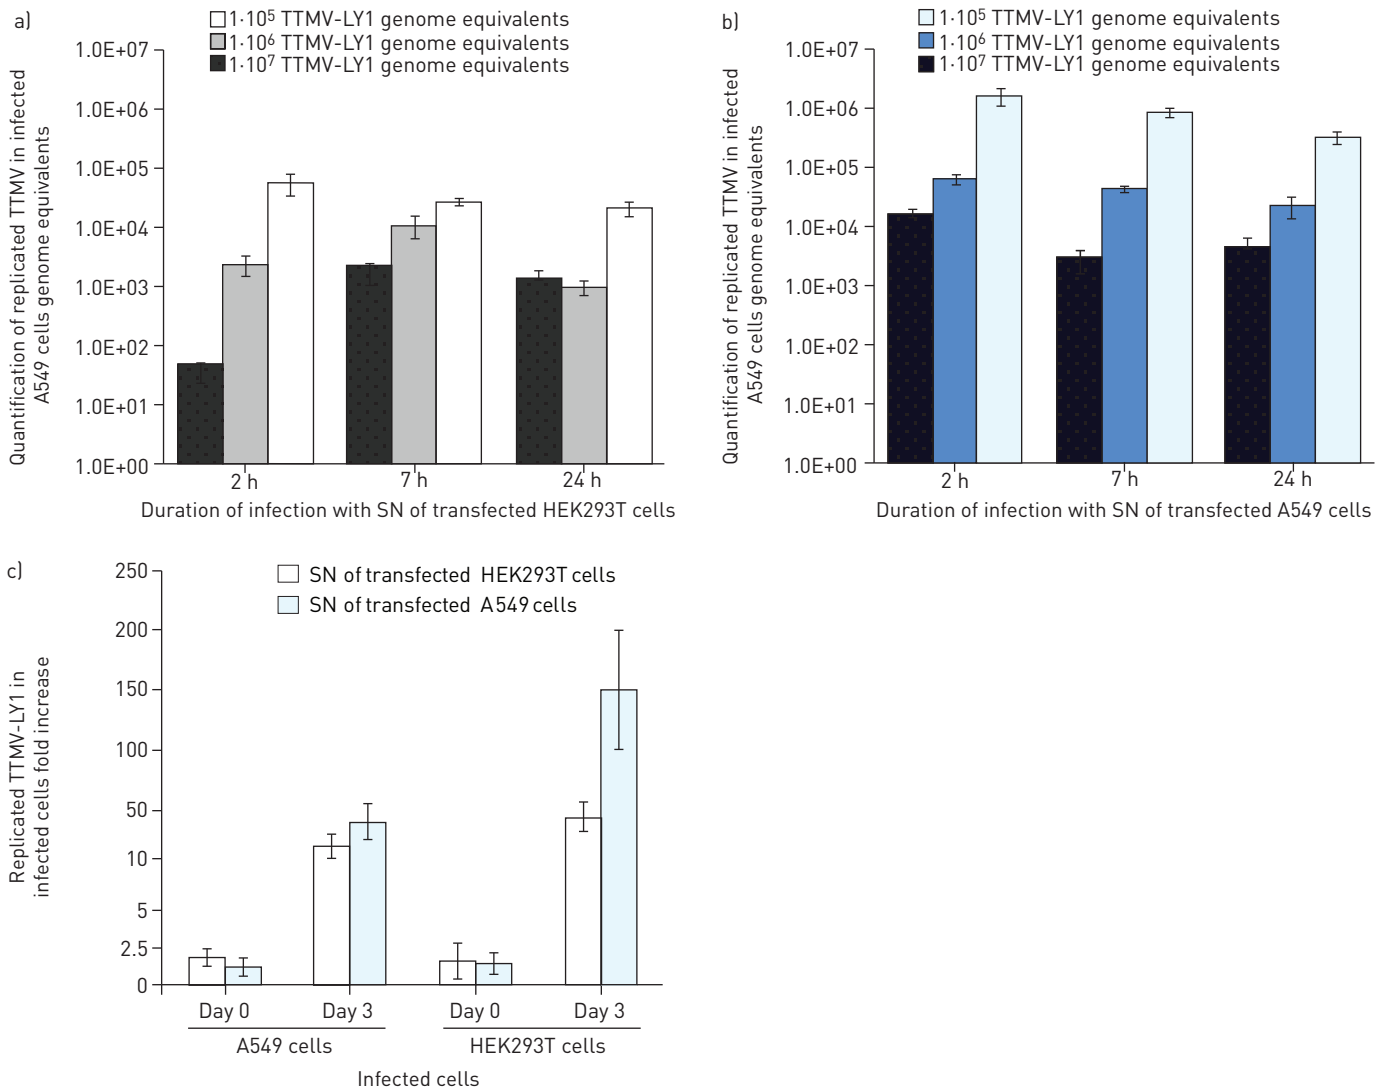 a)
1·10⁵ TTMV-LY1 genome equivalents
1·10⁶ TTMV-LY1 genome equivalents
1·10⁷ TTMV-LY1 genome equivalents
Quantification of replicated TTMV in infected
A549 cells genome equivalents
1.0E+07
1.0E+06
1.0E+05
1.0E+04
1.0E+03
1.0E+02
1.0E+01
1.0E+00
2 h
7 h
24 h
Duration of infection with SN of transfected HEK293T cells
b)
1·10⁵ TTMV-LY1 genome equivalents
1·10⁶ TTMV-LY1 genome equivalents
1·10⁷ TTMV-LY1 genome equivalents
Quantification of replicated TTMV in infected
A549 cells genome equivalents
1.0E+07
1.0E+06
1.0E+05
1.0E+04
1.0E+03
1.0E+02
1.0E+01
1.0E+00
2 h
7 h
24 h
Duration of infection with SN of transfected A549 cells
c)
SN of transfected HEK293T cells
SN of transfected A549 cells
Replicated TTMV-LY1 in
infected cells fold increase
250
200
150
100
50
10
5
2.5
0
Day 0
Day 3
Day 0
Day 3
A549 cells
HEK293T cells
Infected cells